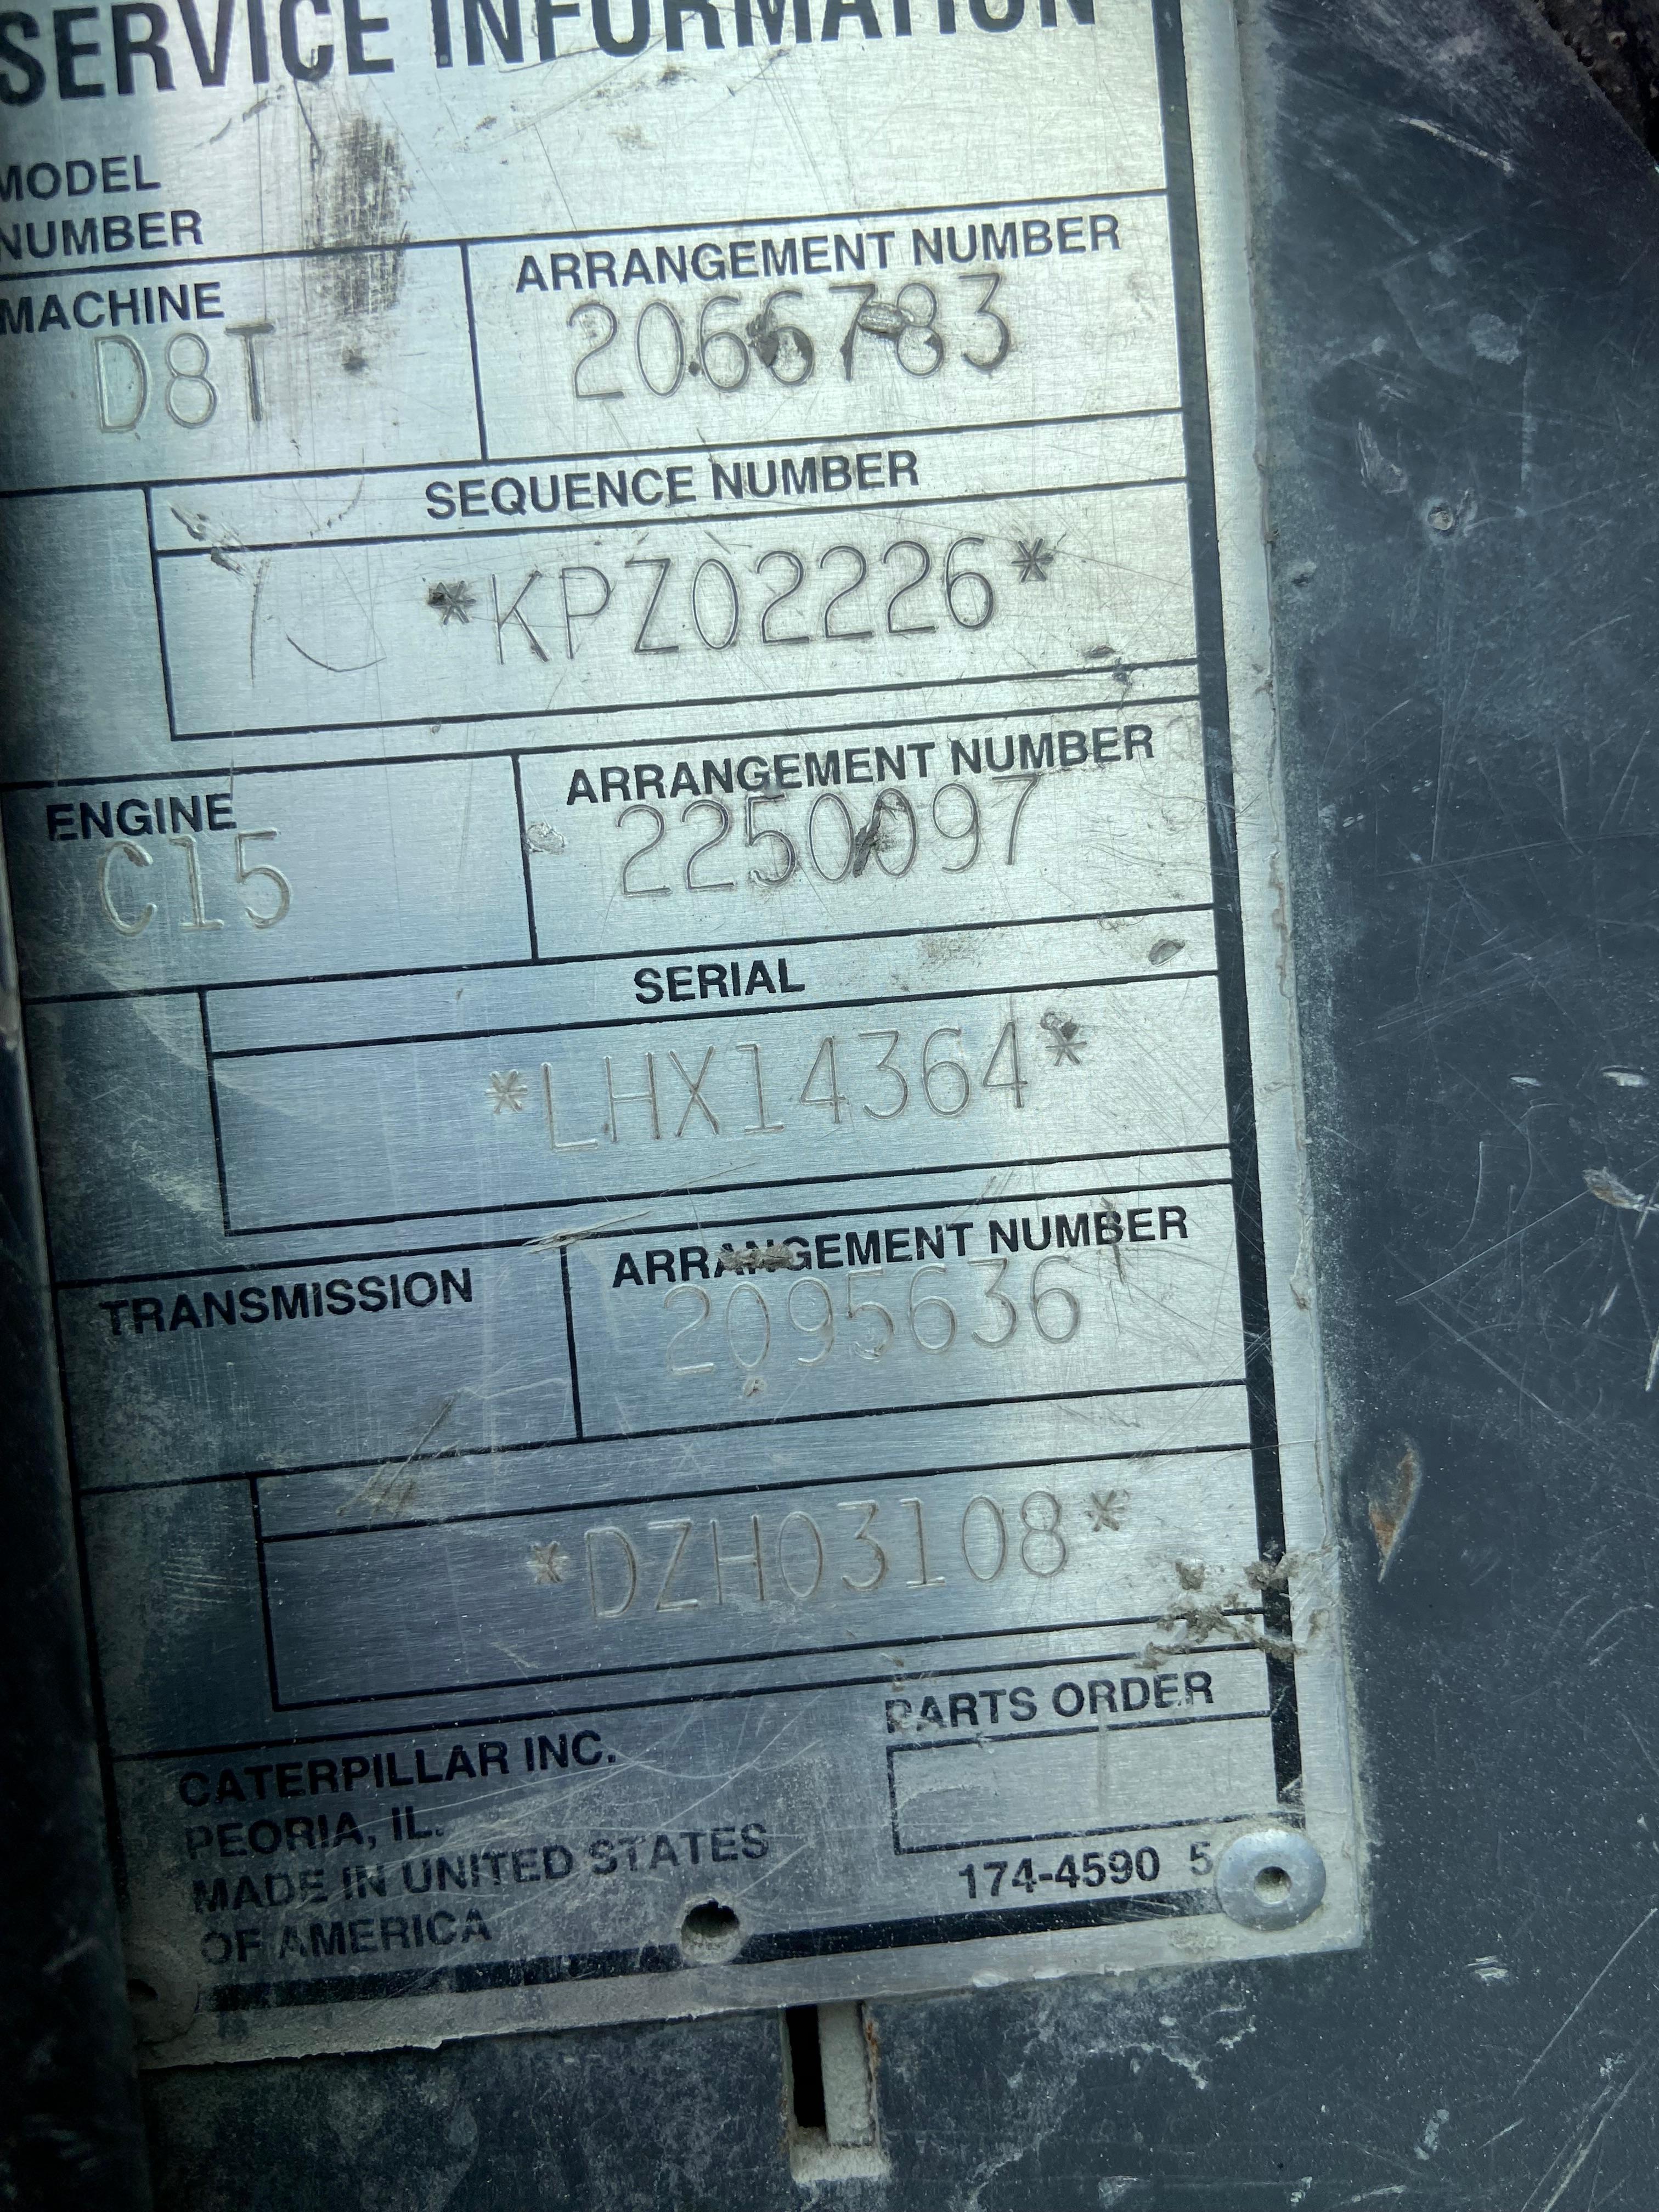 SERVICE INFORMATION
MODEL
NUMBER
MACHINE
D8T
ARRANGEMENT NUMBER
2066783
SEQUENCE NUMBER
*KPZ02226*
ENGINE
C15
ARRANGEMENT NUMBER
2250097
SERIAL
*LHX14364*
TRANSMISSION
ARRANGEMENT NUMBER
2095636
*DZH03108*
PARTS ORDER
CATERPILLAR INC.
PEORIA, IL.
MADE IN UNITED STATES
OF AMERICA
174-4590 5